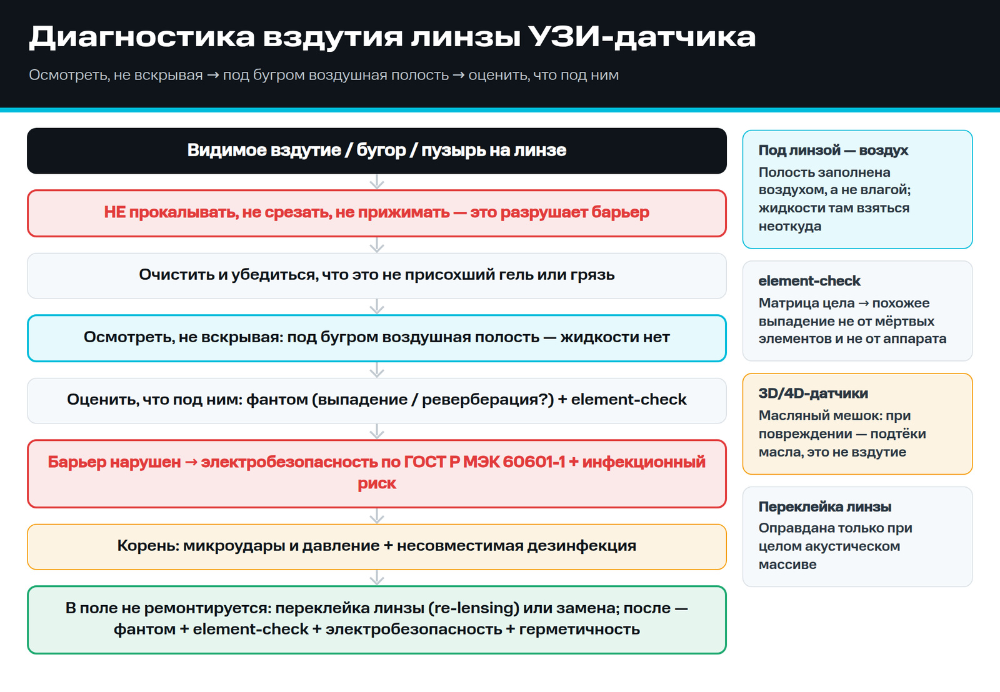 Диагностика вздутия линзы УЗИ-датчика
Осмотреть, не вскрывая → под бугром воздушная полость → оценить, что под ним
Видимое вздутие / бугор / пузырь на линзе
НЕ прокалывать, не срезать, не прижимать — это разрушает барьер
Очистить и убедиться, что это не присохший гель или грязь
Осмотреть, не вскрывая: под бугром воздушная полость — жидкости нет
Оценить, что под ним: фантом (выпадение / реверберация?) + element-check
Барьер нарушен → электробезопасность по ГОСТ Р МЭК 60601-1 + инфекционный
риск
Корень: микроудары и давление + несовместимая дезинфекция
В поле не ремонтируется: переклейка линзы (re-lensing) или замена; после —
фантом + element-check + электробезопасность + герметичность
Под линзой — воздух
Полость заполнена
воздухом, а не влагой;
жидкости там взяться
неоткуда
element-check
Матрица цела → похожее
выпадение не от мёртвых
элементов и не от аппарата
3D/4D-датчики
Масляный мешок: при
повреждении — подтёки
масла, это не вздутие
Переклейка линзы
Оправдана только при
целом акустическом
массиве